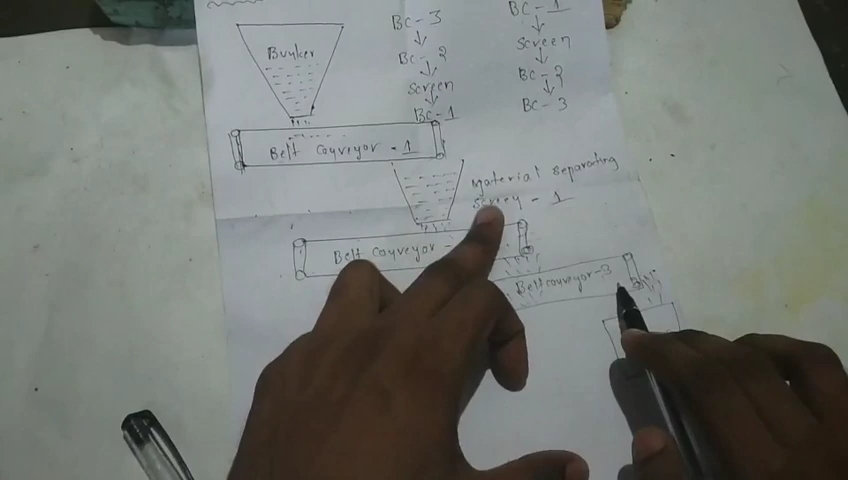 BC-3
BC-2
Screen
BC-1
BC-1
Screen
BC-2
BC-3
Bunker
Belt conveyor - 1
Material separating
Screen - 1
Belt conveyor -
Belt conveyor-3